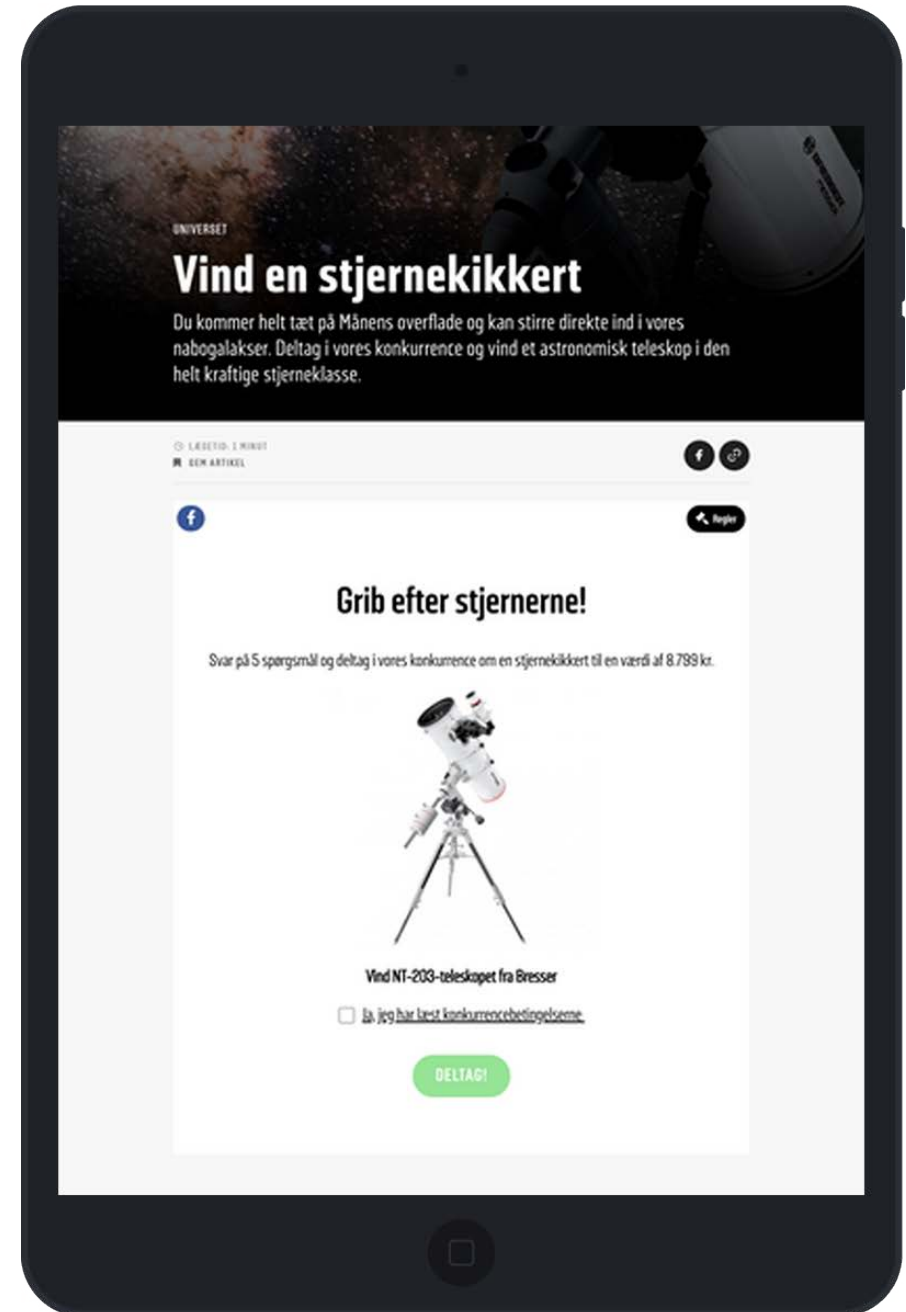 BRESSER
UNIVERSET
Vind en stjernekikkert
Du kommer helt tæt på Månens overflade og kan stirre direkte ind i vores
nabogalakser. Deltag i vores konkurrence og vind et astronomisk teleskop i den
helt kraftige stjerneklasse.
LÆSETID: 1 MINUT
GEM ARTIKEL
Regler
Grib efter stjernerne!
Svar på 5 spørgsmål og deltag i vores konkurrence om en stjernekikkert til en værdi af 8.799 kr.
Vind NT-203-teleskopet fra Bresser
Ja, jeg har læst konkurrencebetingelserne.
DELTAG!